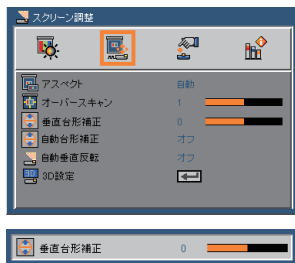 スクリーン調整
アスペクト 自動
オーバースキャン 1
垂直台形補正 0
自動台形補正 オフ
自動垂直反転 オフ
3D 3D設定
垂直台形補正 0